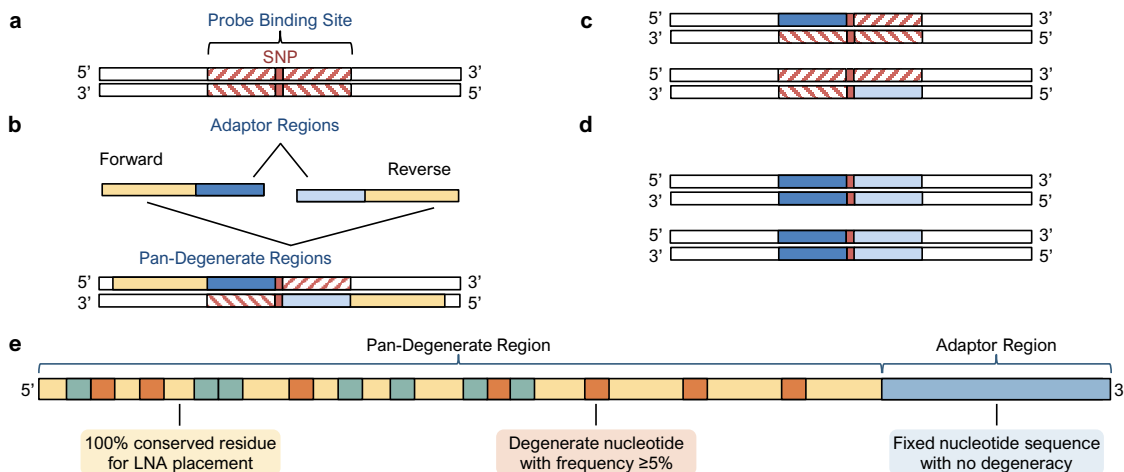 a
Probe Binding Site
SNP
5’ 3’
3’ 5’
b
Adaptor Regions
Forward
Reverse
Pan-Degenerate Regions
5’ 3’
3’ 5’
c
5’ 3’
3’ 5’
5’ 3’
3’ 5’
d
5’ 3’
3’ 5’
5’ 3’
3’ 5’
e
Pan-Degenerate Region Adaptor Region
5’ 3
100% conserved residue
for LNA placement
Degenerate nucleotide
with frequency ≥5%
Fixed nucleotide sequence
with no degeneracy